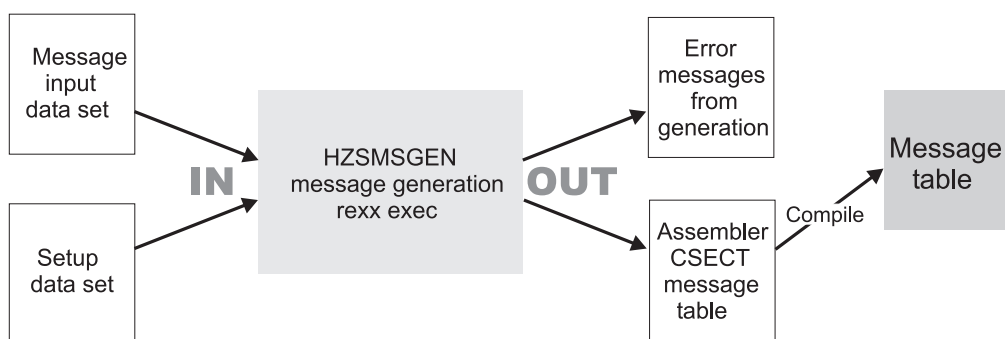 Message
input
data set
Setup
data set
IN
HZSMSGEN
message generation
rexx exec
OUT
Error
messages
from
generation
Assembler
CSECT
message
table
Compile
Message
table